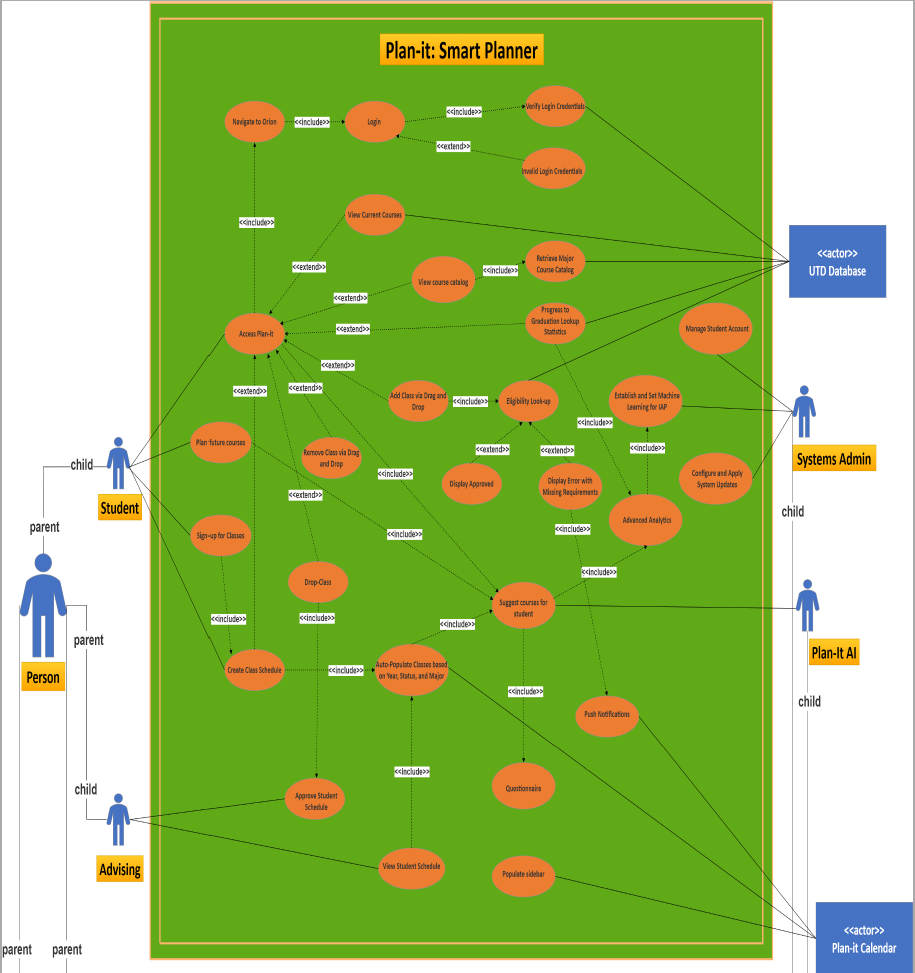 Plan-it: Smart Planner
Verify Login Credentials
<<include>>
Navigate to Orion
<<include>>
Login
<<extend>>
Invalid Login Credentials
View Current Courses
<<include>>
<<actor>>
UTD Database
Retrieve Major
Course Catalog
<<extend>>
<<include>>
View course catalog
<<extend>>
Progress to
Graduation Lookup
Statistics
<<extend>>
Access Plan-it
Manage Student Account
<<extend>>
<<extend>>
<<extend>>
Add Class via Drag and
Drop
<<include>>
Eligibility Look-up
Establish and Set Machine
Learning for IAP
<<include>>
Plan-future courses
Remove Class via Drag
and Drop
<<extend>>
<<extend>>
<<include>>
Systems Admin
child
<<include>>
Display Approved
Display Error with
Missing Requirements
Configure and Apply
System Updates
<<extend>>
Student
child
parent
Advanced Analytics
<<include>>
Sign-up for Classes
<<include>>
<<include>>
Drop-Class
Suggest courses for
student
<<include>>
<<include>>
<<include>>
parent
Plan-It AI
Person
Create Class Schedule
<<include>>
Auto-Populate Classes based
on Year, Status, and Major
<<include>>
child
Push Notifications
<<include>>
child
Questionnaire
Approve Student
Schedule
Advising
View Student Schedule
Populate sidebar
<<actor>>
Plan-it Calendar
parent
parent